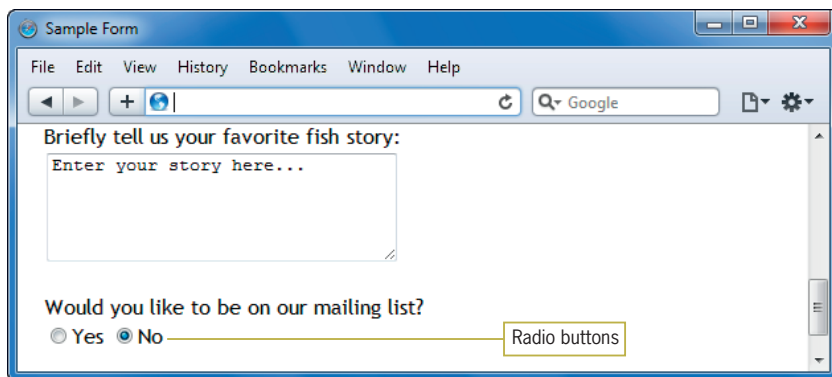 Sample Form
File Edit View History Bookmarks Window Help
Google
Briefly tell us your favorite fish story:
Enter your story here...
Would you like to be on our mailing list?
Yes No
Radio buttons